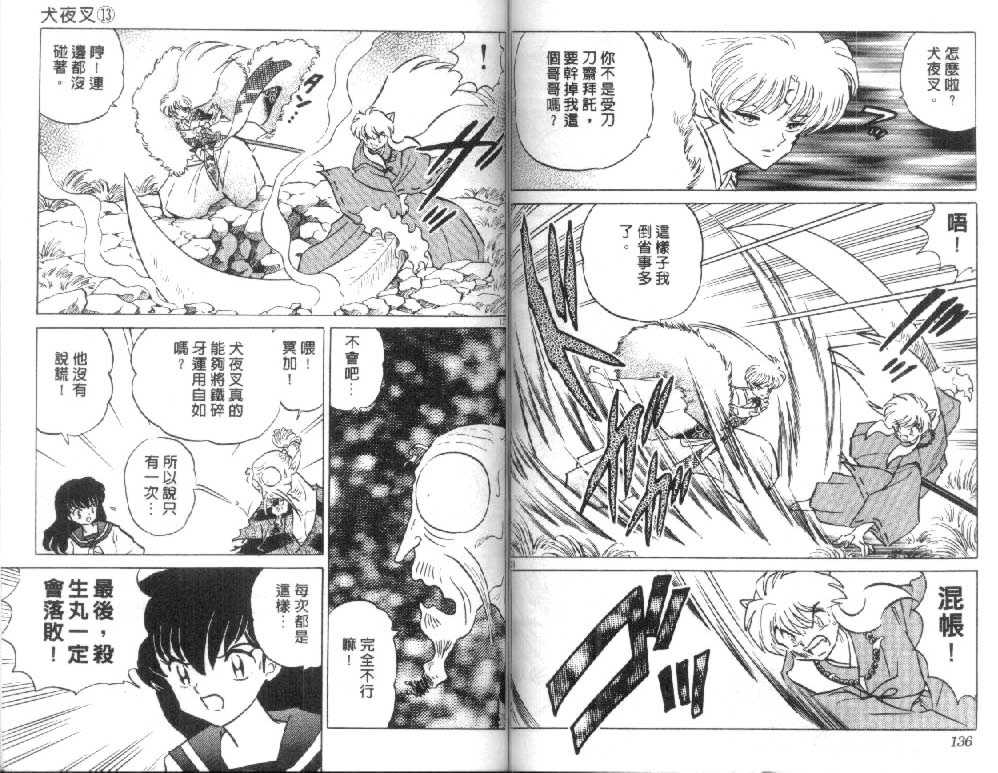 怎麼啦？
犬夜叉。
你不是受刀
刀齋拜託，
要幹掉我這
個哥哥嗎？
唔！
這樣子我
倒省事多
了。
混帳！
ブン
136
犬夜叉⑬
！
哼！連
邊都沒
碰著。
タン
不會吧…
完全不行
嘛！
喂！
冥加！
犬夜叉真的
能夠將鐵碎
牙運用自如
嗎？
他沒有
說謊！
所以說只
有一次…
每次都是
這樣…
最後，殺
生丸一定
會落敗！